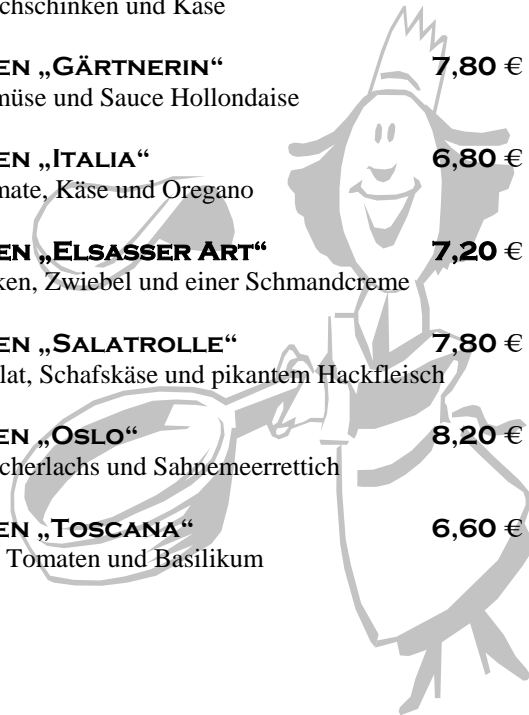 chschinken und Käse
en „Gärtnerin“ 7,80 €
müse und Sauce Hollondaise
en „Italia“ 6,80 €
mate, Käse und Oregano
en „Elsasser Art“ 7,20 €
ken, Zwiebel und einer Schmandcreme
en „Salatrolle“ 7,80 €
lat, Schafskäse und pikantem Hackfleisch
en „Oslo“ 8,20 €
cherlachs und Sahnemeerrettich
en „Toscana“ 6,60 €
Tomaten und Basilikum